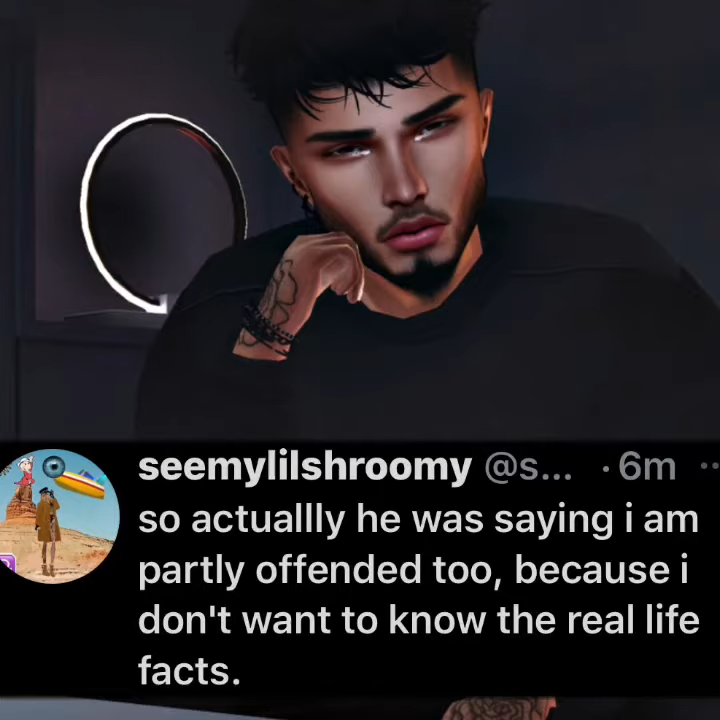 seemylilshroomy @s... · 6m ..
so actuallly he was saying i am
partly offended too, because i
don't want to know the real life
facts.